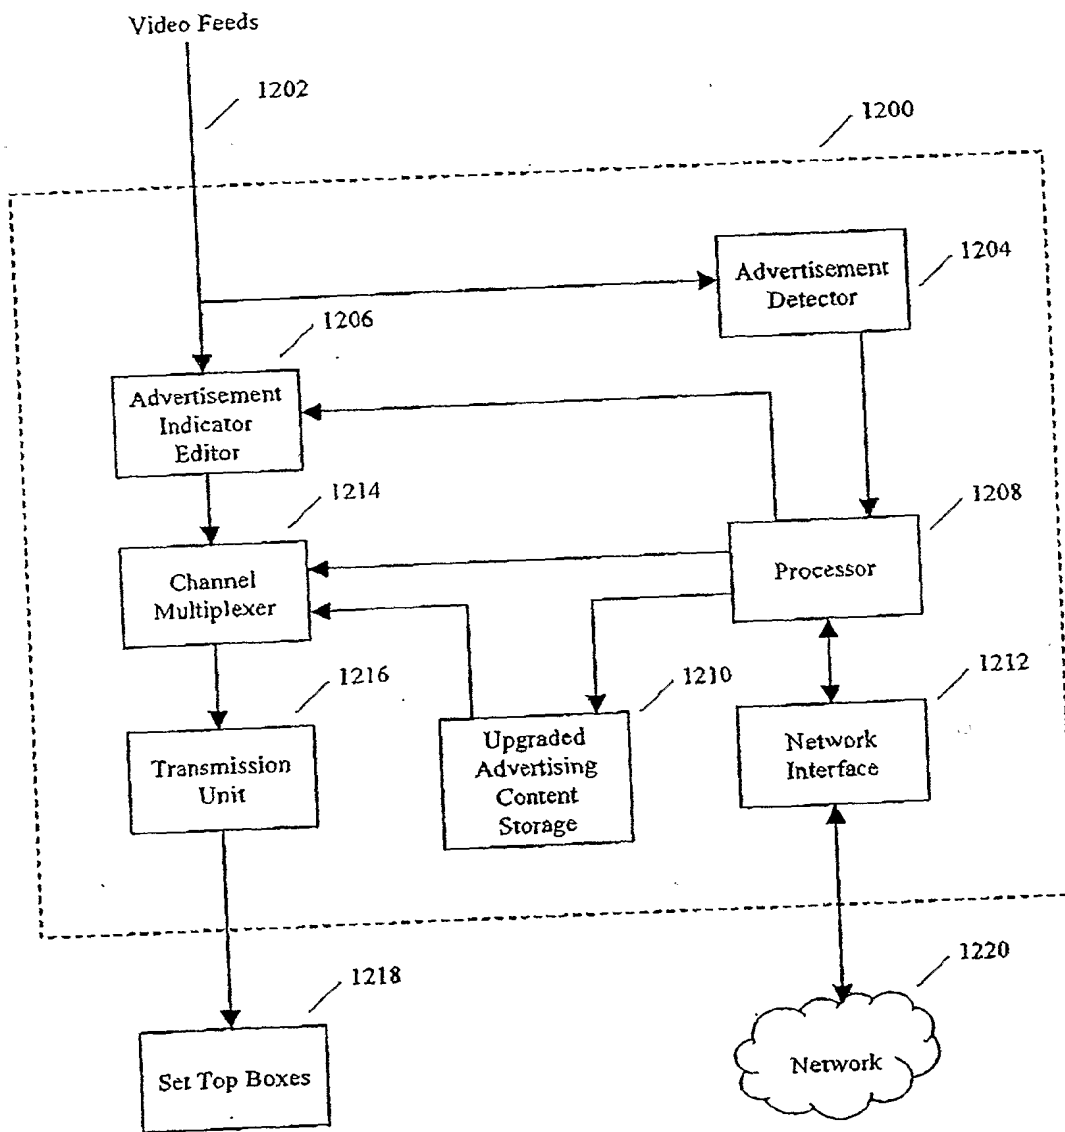 Video Feeds
1202
1200
1204
Advertisement
Detector
1206
Advertisement
Indicator
Editor
1214
1208
Channel
Multiplexer
Processor
1216
1210
1212
Transmission
Unit
Upgraded
Advertising
Content
Storage
Network
Interface
1218
1220
Set Top Boxes
Network